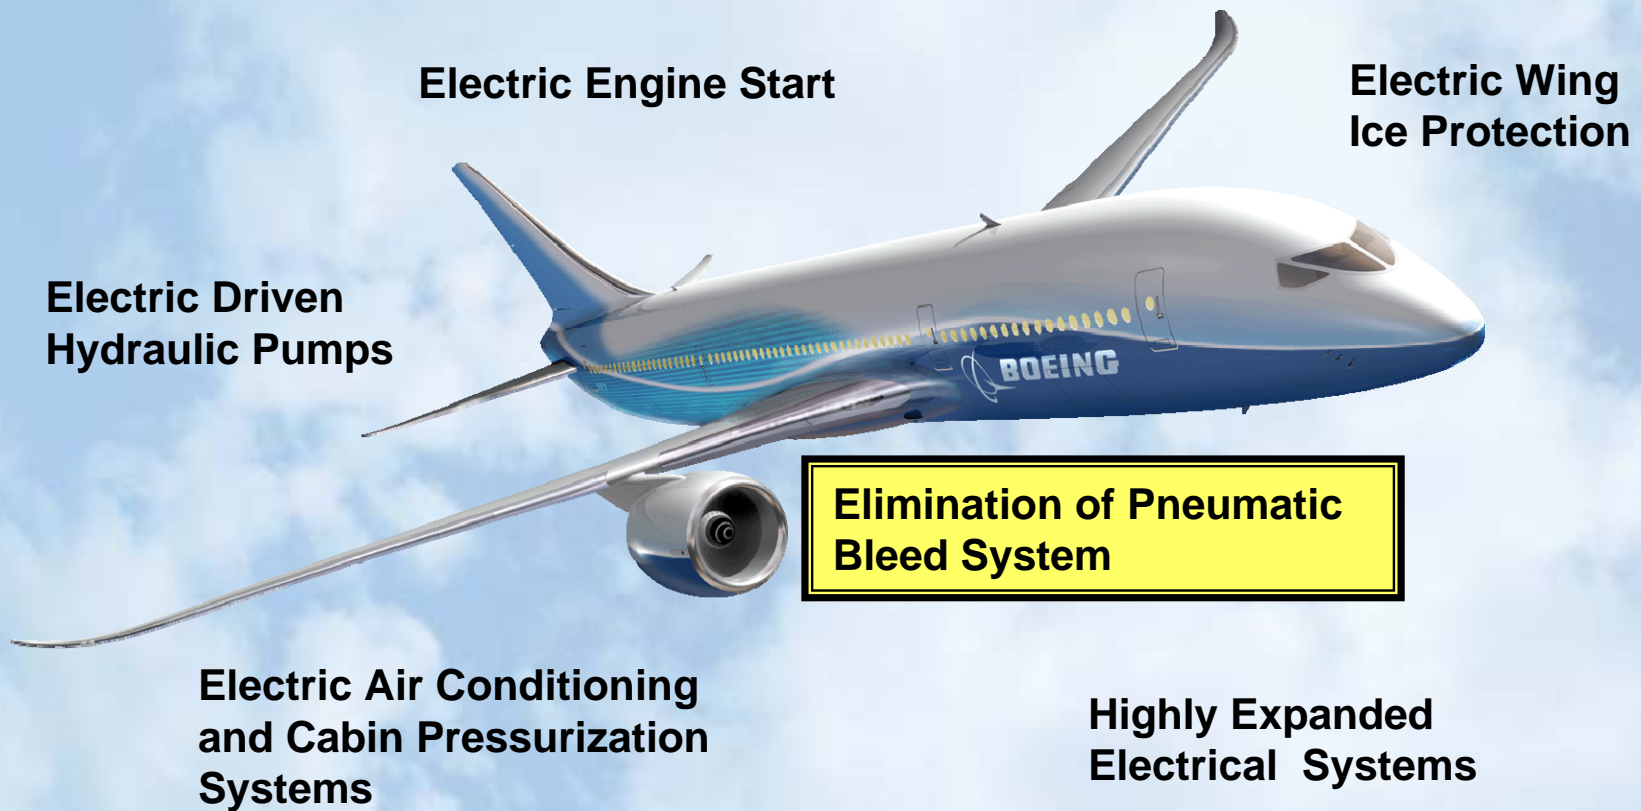 Electric Engine Start
Electric Wing
Ice Protection
Electric Driven
Hydraulic Pumps
BOEING
Elimination of Pneumatic
Bleed System
Electric Air Conditioning
and Cabin Pressurization
Systems
Highly Expanded
Electrical Systems